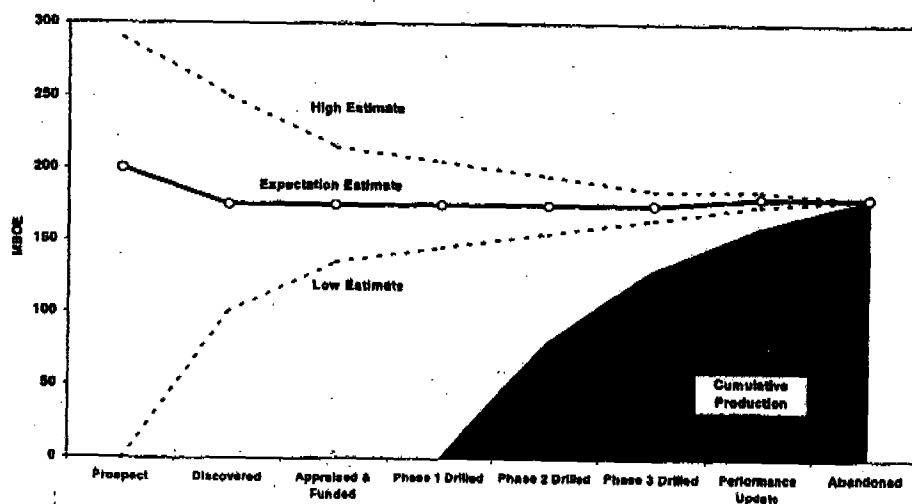 300
250
200
150
100
50
0
MBOE
High Estimate
Expectation Estimate
Low Estimate
Cumulative
Production
Prospect
Discovered
Appraised &
Funded
Phase 1 Drilled
Phase 2 Drilled
Phase 3 Drilled
Performance
Update
Abandoned